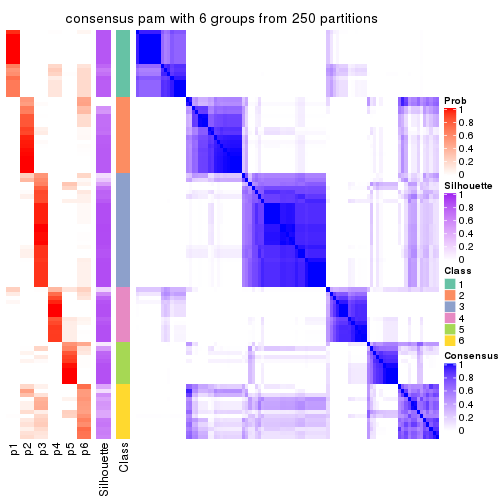 consensus pam with 6 groups from 250 partitions
Prob
1
0.8
0.6
0.4
0.2
0
Silhouette
1
0.8
0.6
0.4
0.2
0
Class
1
2
3
4
5
6
Consensus
1
0.8
0.6
0.4
0.2
0
p1
p2
p3
p4
p5
p6
Silhouette
Class